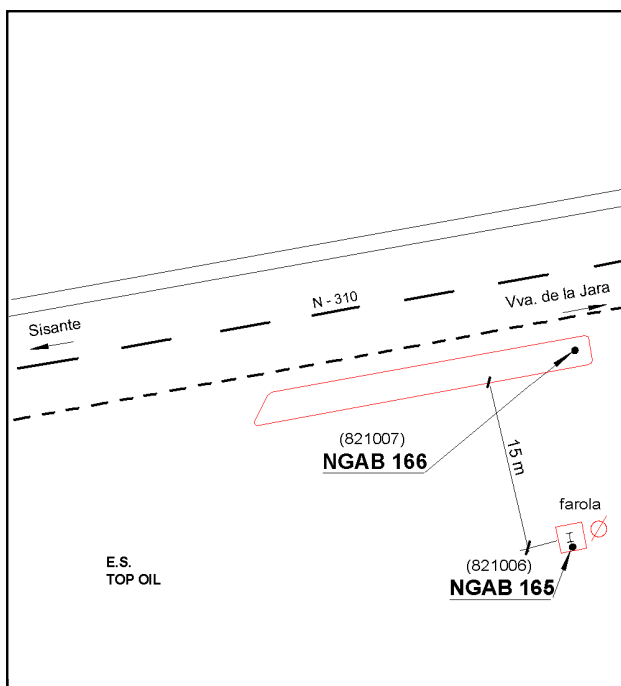 N - 310
Vva. de la Jara
Sisante
(821007)
NGAB 166
15 m
farola
E.S.
TOP OIL
(821006)
NGAB 165